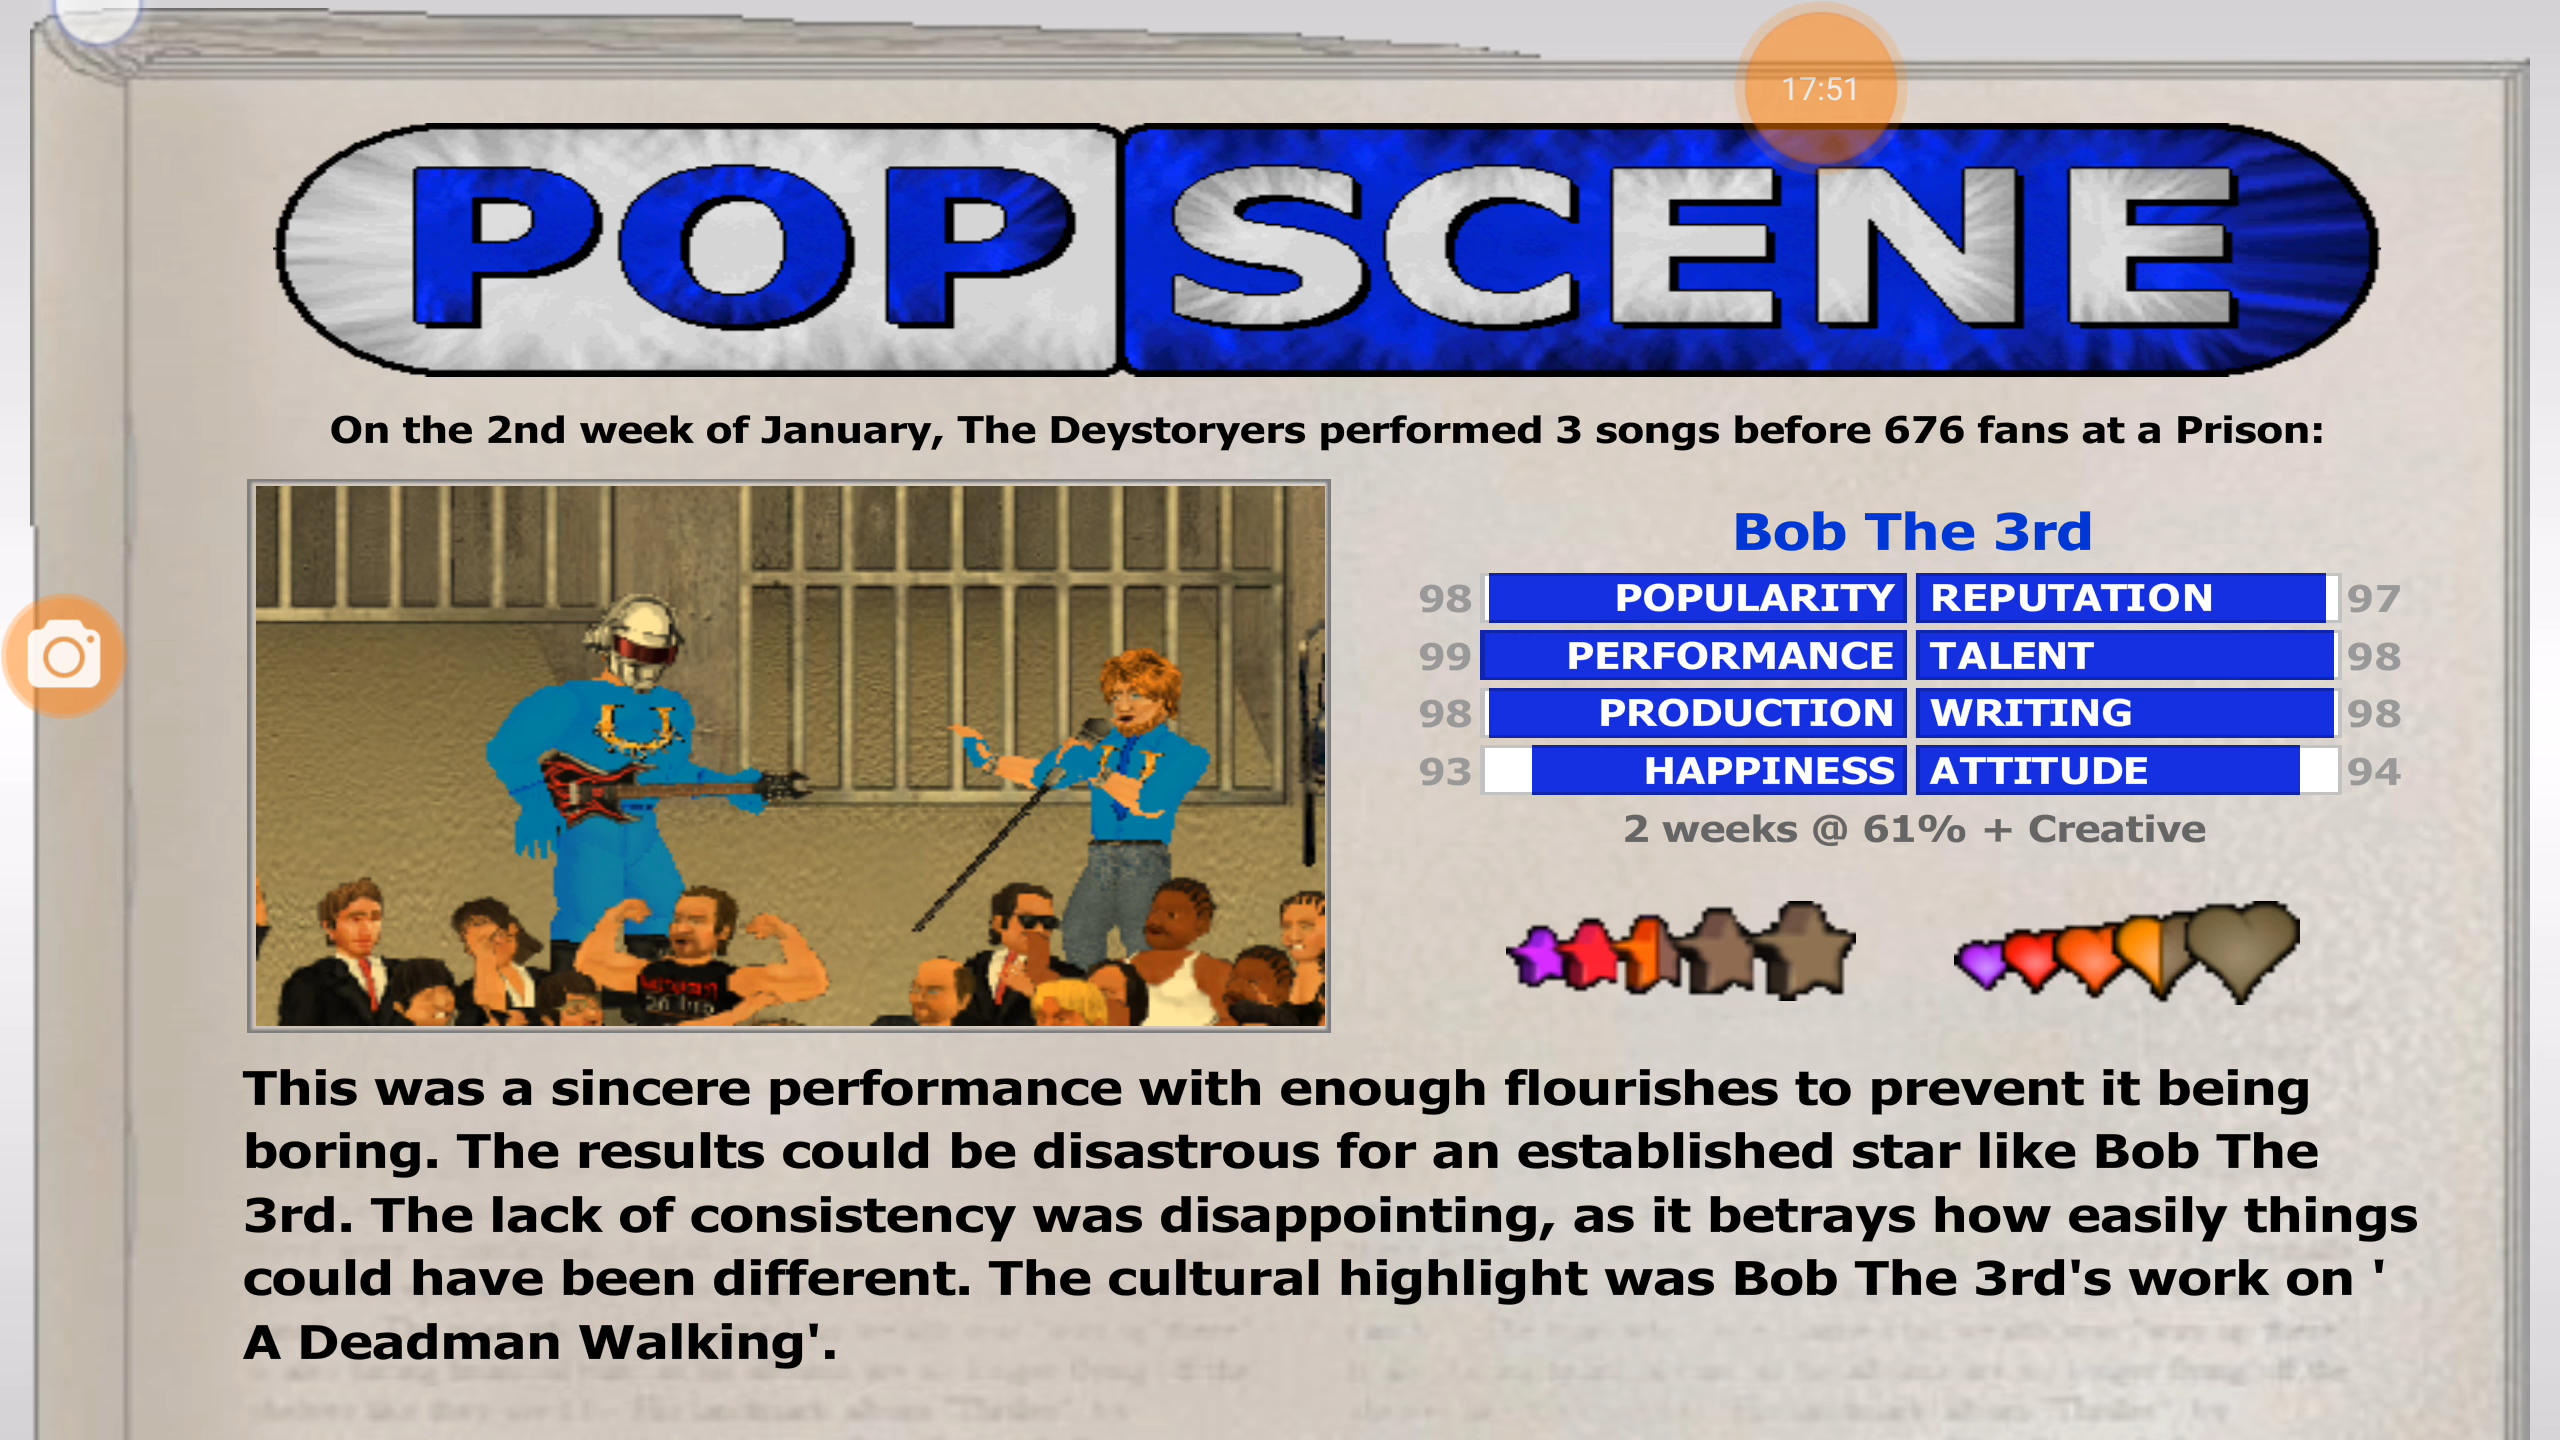 17:51
POP SCENE
On the 2nd week of January, The Deystoryers performed 3 songs before 676 fans at a Prison:
Bob The 3rd
98 POPULARITY REPUTATION 97
99 PERFORMANCE TALENT 98
98 PRODUCTION WRITING 98
93 HAPPINESS ATTITUDE 94
2 weeks @ 61% + Creative
This was a sincere performance with enough flourishes to prevent it being
boring. The results could be disastrous for an established star like Bob The
3rd. The lack of consistency was disappointing, as it betrays how easily things
could have been different. The cultural highlight was Bob The 3rd's work on '
A Deadman Walking'.